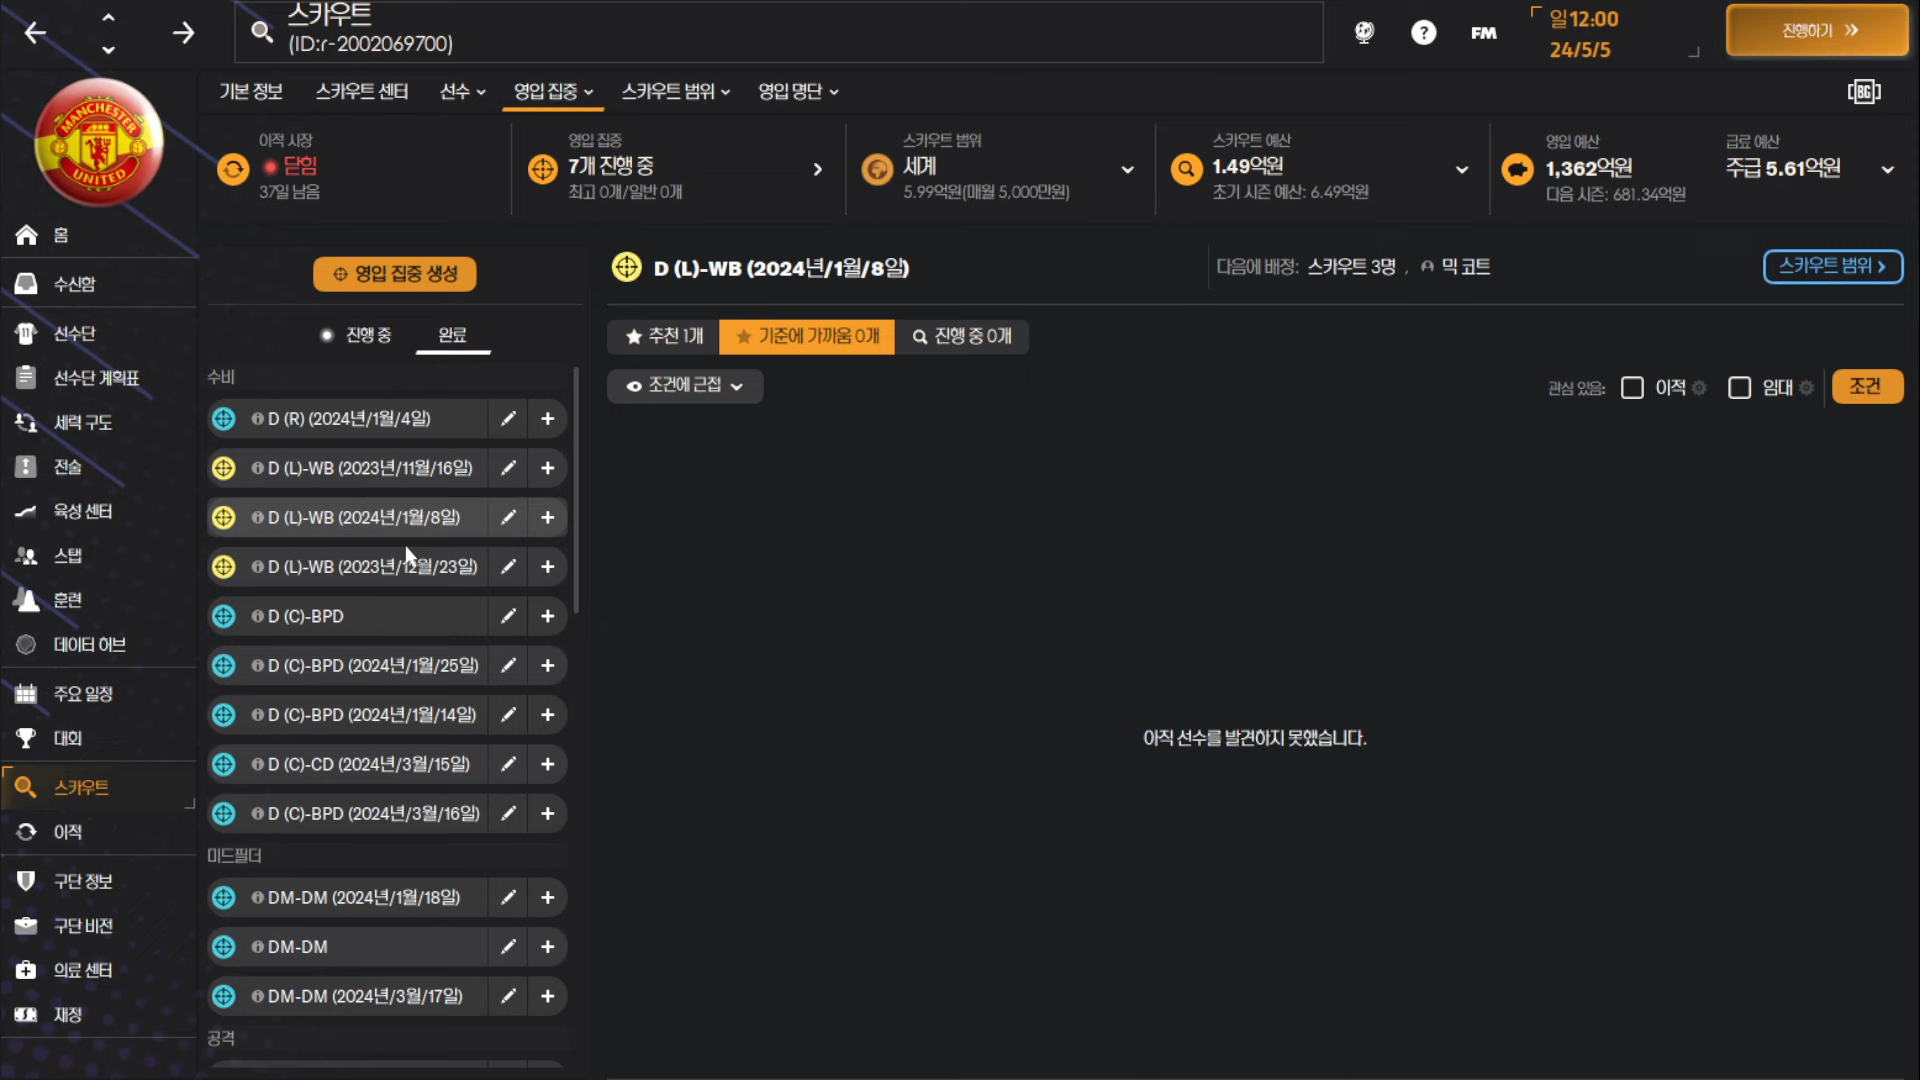 스카우트
(ID:r-2002069700)
FM
일12:00
24/5/5
진행하기
MANCHESTER
UNITED
기본 정보
스카우트 센터
선수
영입 집중
스카우트 범위
영입 명단
BG
이적 시장
닫힘
37일 남음
영입 집중
7개 진행 중
최고 0개/일반 0개
스카우트 범위
세계
5.99억원(매월 5,000만원)
스카우트 예산
1.49억원
초기 시즌 예산: 6.49억원
영입 예산
1,362억원
다음 시즌: 681.34억원
급료 예산
주급 5.61억원
홈
수신함
선수단
선수단 계획표
세력 구도
전술
육성 센터
스탭
훈련
데이터 허브
주요 일정
대회
스카우트
이적
구단 정보
구단 비전
의료 센터
재정
영입 집중 생성
진행 중
완료
수비
D (R) (2024년/1월/4일)
D (L)-WB (2023년/11월/16일)
D (L)-WB (2024년/1월/8일)
D (L)-WB (2023년/12월/23일)
D (C)-BPD
D (C)-BPD (2024년/1월/25일)
D (C)-BPD (2024년/1월/14일)
D (C)-CD (2024년/3월/15일)
D (C)-BPD (2024년/3월/16일)
미드필더
DM-DM (2024년/1월/18일)
DM-DM
DM-DM (2024년/3월/17일)
공격
D (L)-WB (2024년/1월/8일)
다음에 배정: 스카우트 3명 , 믹 코트
스카우트 범위
추천 1개
기준에 가까움 0개
진행 중 0개
조건에 근접
관심 있음:
이적
임대
조건
아직 선수를 발견하지 못했습니다.